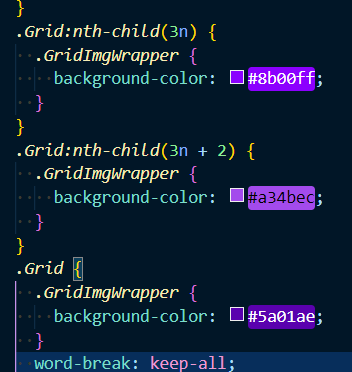 }
.Grid:nth-child(3n) {
.GridImgWrapper {
background-color: #8b00ff;
}
}
.Grid:nth-child(3n + 2) {
.GridImgWrapper {
background-color: #a34bec;
}
}
.Grid {
.GridImgWrapper {
background-color: #5a01ae;
}
word-break: keep-all;